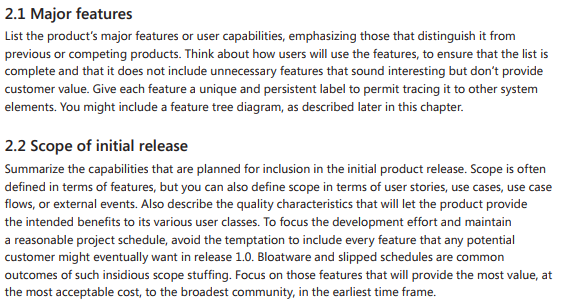 2.1 Major features
List the product’s major features or user capabilities, emphasizing those that distinguish it from
previous or competing products. Think about how users will use the features, to ensure that the list is
complete and that it does not include unnecessary features that sound interesting but don’t provide
customer value. Give each feature a unique and persistent label to permit tracing it to other system
elements. You might include a feature tree diagram, as described later in this chapter.
2.2 Scope of initial release
Summarize the capabilities that are planned for inclusion in the initial product release. Scope is often
defined in terms of features, but you can also define scope in terms of user stories, use cases, use case
flows, or external events. Also describe the quality characteristics that will let the product provide
the intended benefits to its various user classes. To focus the development effort and maintain
a reasonable project schedule, avoid the temptation to include every feature that any potential
customer might eventually want in release 1.0. Bloatware and slipped schedules are common
outcomes of such insidious scope stuffing. Focus on those features that will provide the most value, at
the most acceptable cost, to the broadest community, in the earliest time frame.